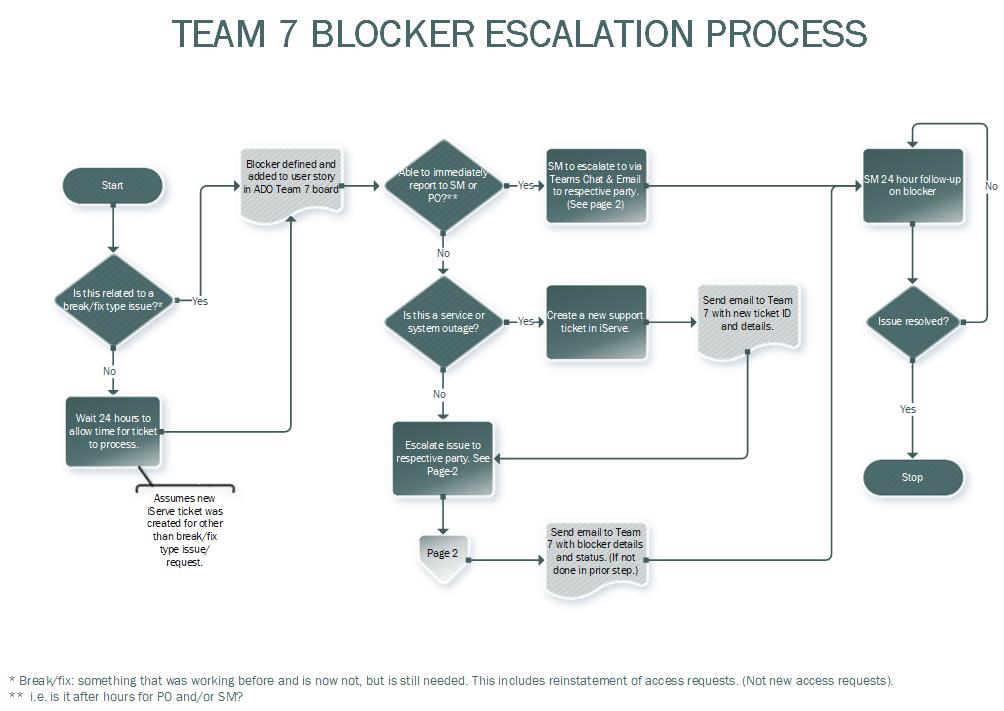 TEAM 7 BLOCKER ESCALATION PROCESS
Start
Is this related to a
break/fix type issue?*
Yes
No
Wait 24 hours to
allow time for ticket
to process.
Assumes new
iServe ticket was
created for other
than break/fix
type issue/
request.
Blocker defined and
added to user story
in ADO Team 7 board
Able to immediately
report to SM or
PO?**
Yes
No
SM to escalate to via
Teams Chat & Email
to respective party.
(See page 2)
Is this a service or
system outage?
Yes
No
Create a new support
ticket in iServe.
Send email to Team
7 with new ticket ID
and details.
Escalate issue to
respective party. See
Page-2
Page 2
Send email to Team
7 with blocker details
and status. (If not
done in prior step.)
SM 24 hour follow-up
on blocker
No
Issue resolved?
Yes
Stop
* Break/fix: something that was working before and is now not, but is still needed. This includes reinstatement of access requests. (Not new access requests).
** i.e. is it after hours for PO and/or SM?